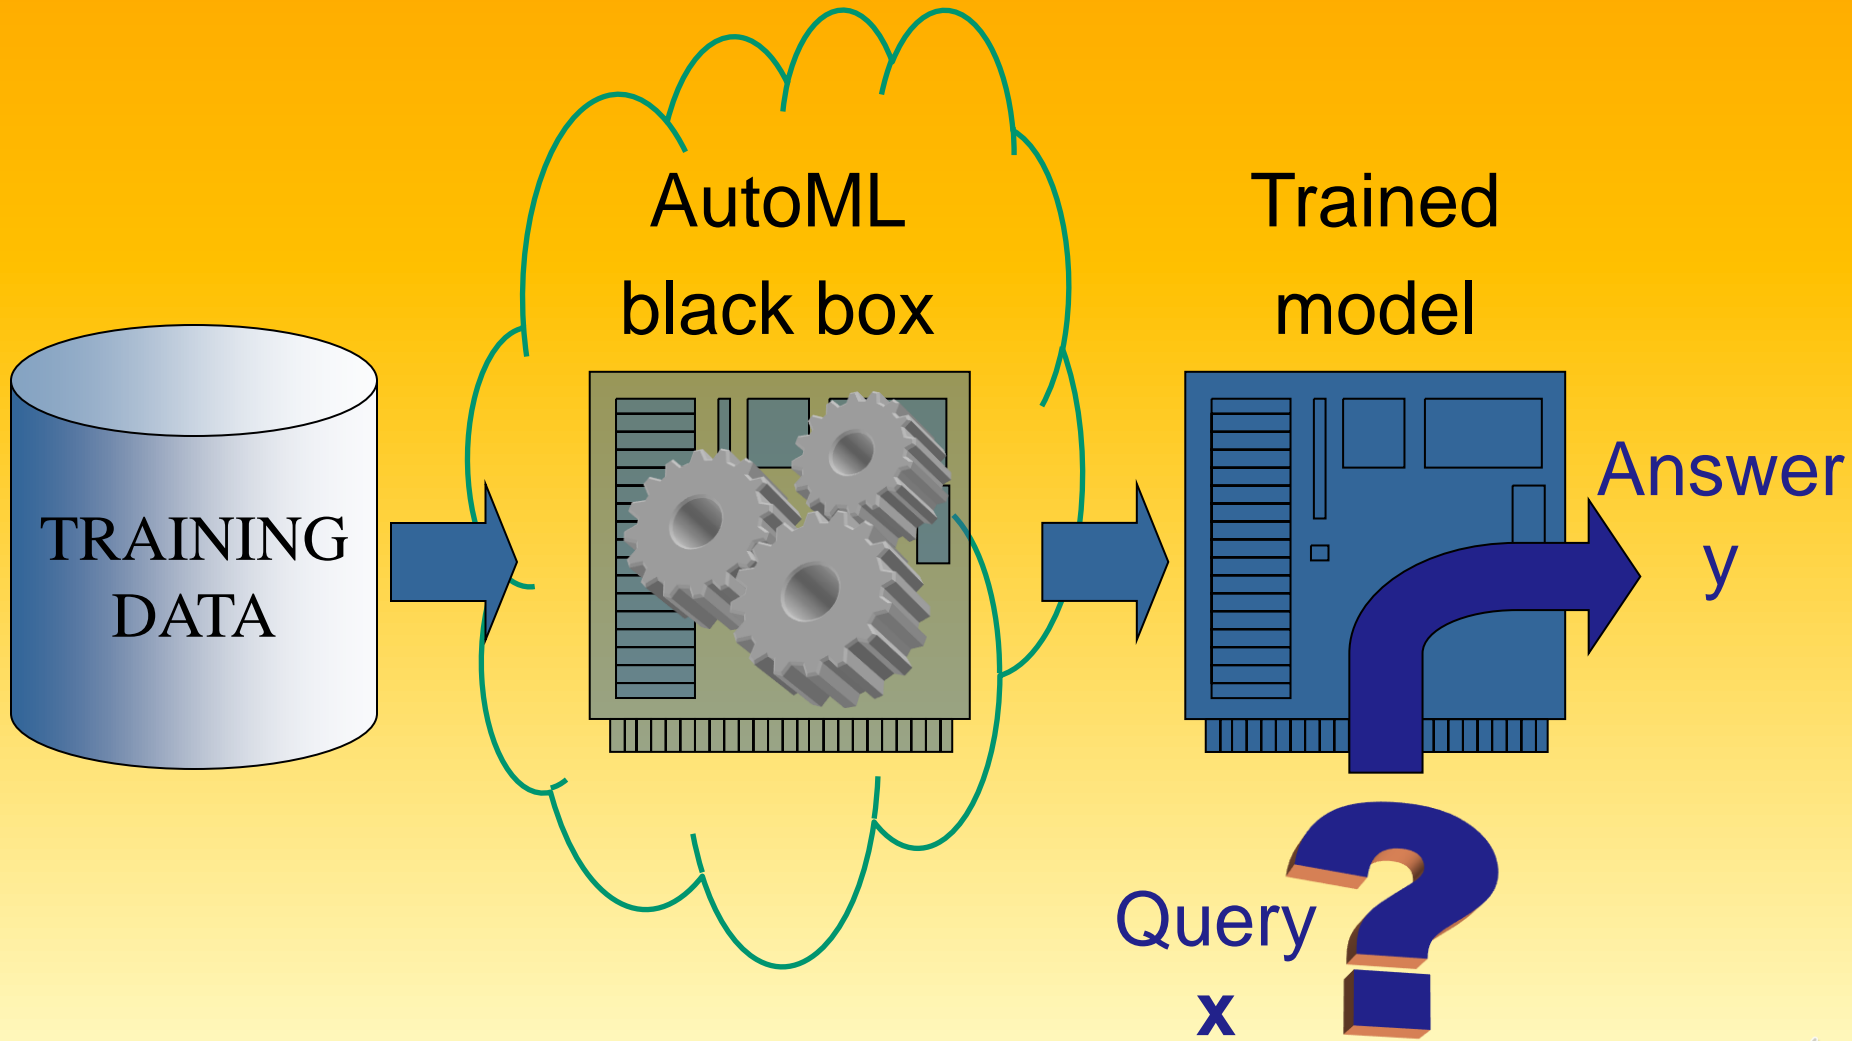 AutoML
black box
Trained
model
TRAINING
DATA
Answer
y
Query
x